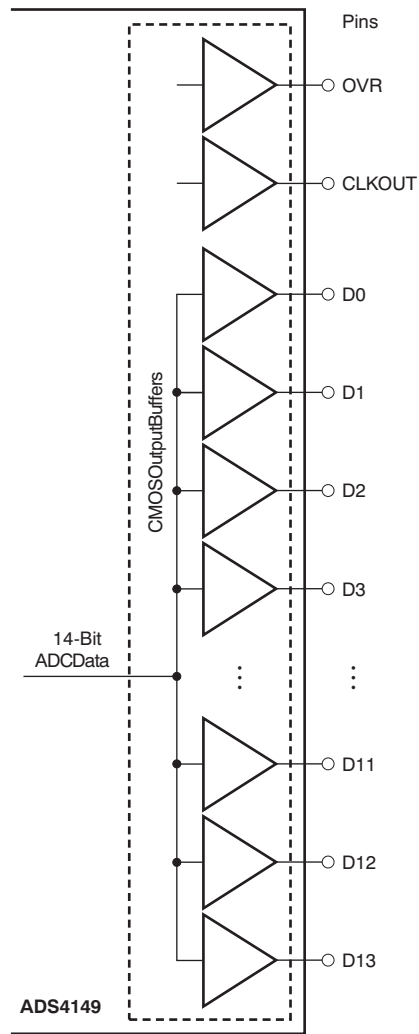 Pins
OVR
CLKOUT
D0
D1
CMOSOutputBuffers
D2
D3
14-Bit
ADCData
D11
D12
D13
ADS4149